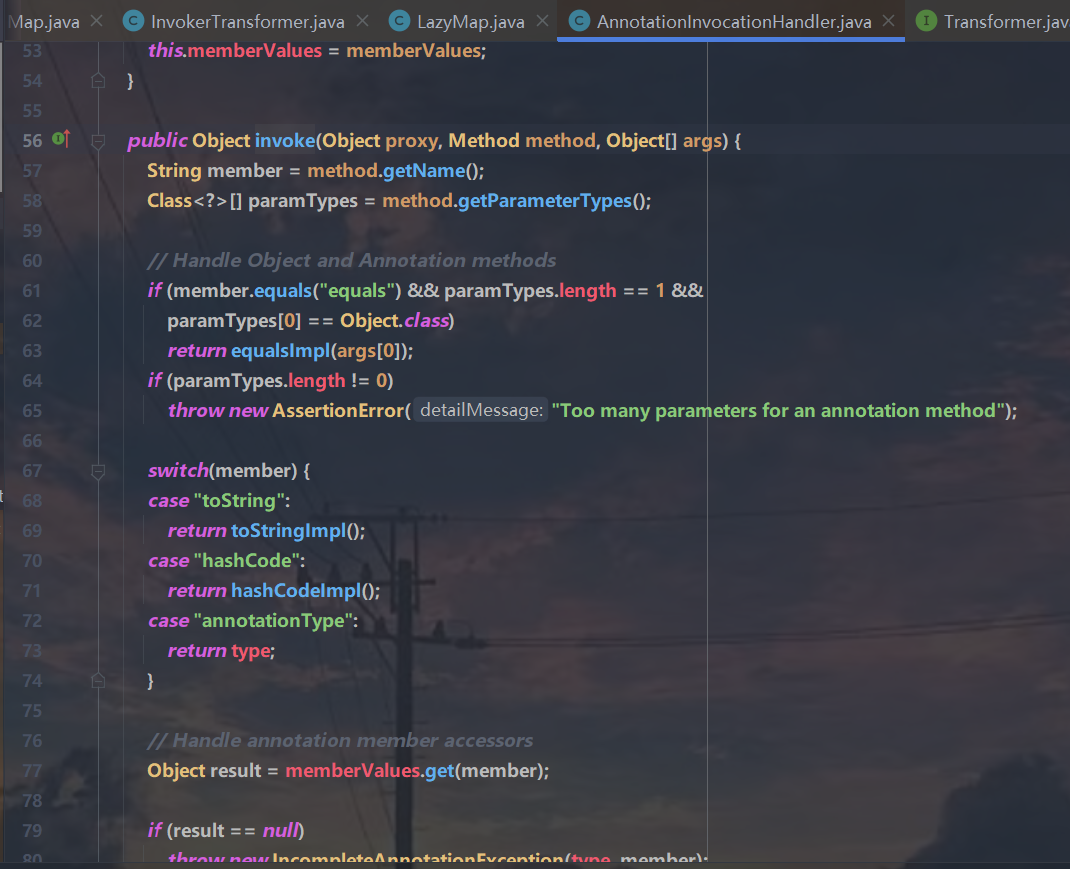 Map.java InvokerTransformer.java LazyMap.java AnnotationInvocationHandler.java Transformer.jav
53 this.memberValues = memberValues;
54 }
55
56 public Object invoke(Object proxy, Method method, Object[] args) {
57 String member = method.getName();
58 Class<?>[] paramTypes = method.getParameterTypes();
59
60 // Handle Object and Annotation methods
61 if (member.equals("equals") && paramTypes.length == 1 &&
62 paramTypes[0] == Object.class)
63 return equalsImpl(args[0]);
64 if (paramTypes.length != 0)
65 throw new AssertionError( detailMessage: "Too many parameters for an annotation method");
66
67 switch(member) {
68 case "toString":
69 return toStringImpl();
70 case "hashCode":
71 return hashCodeImpl();
72 case "annotationType":
73 return type;
74 }
75
76 // Handle annotation member accessors
77 Object result = memberValues.get(member);
78
79 if (result == null)
80 throw new IncompleteAnnotationException(type, member);